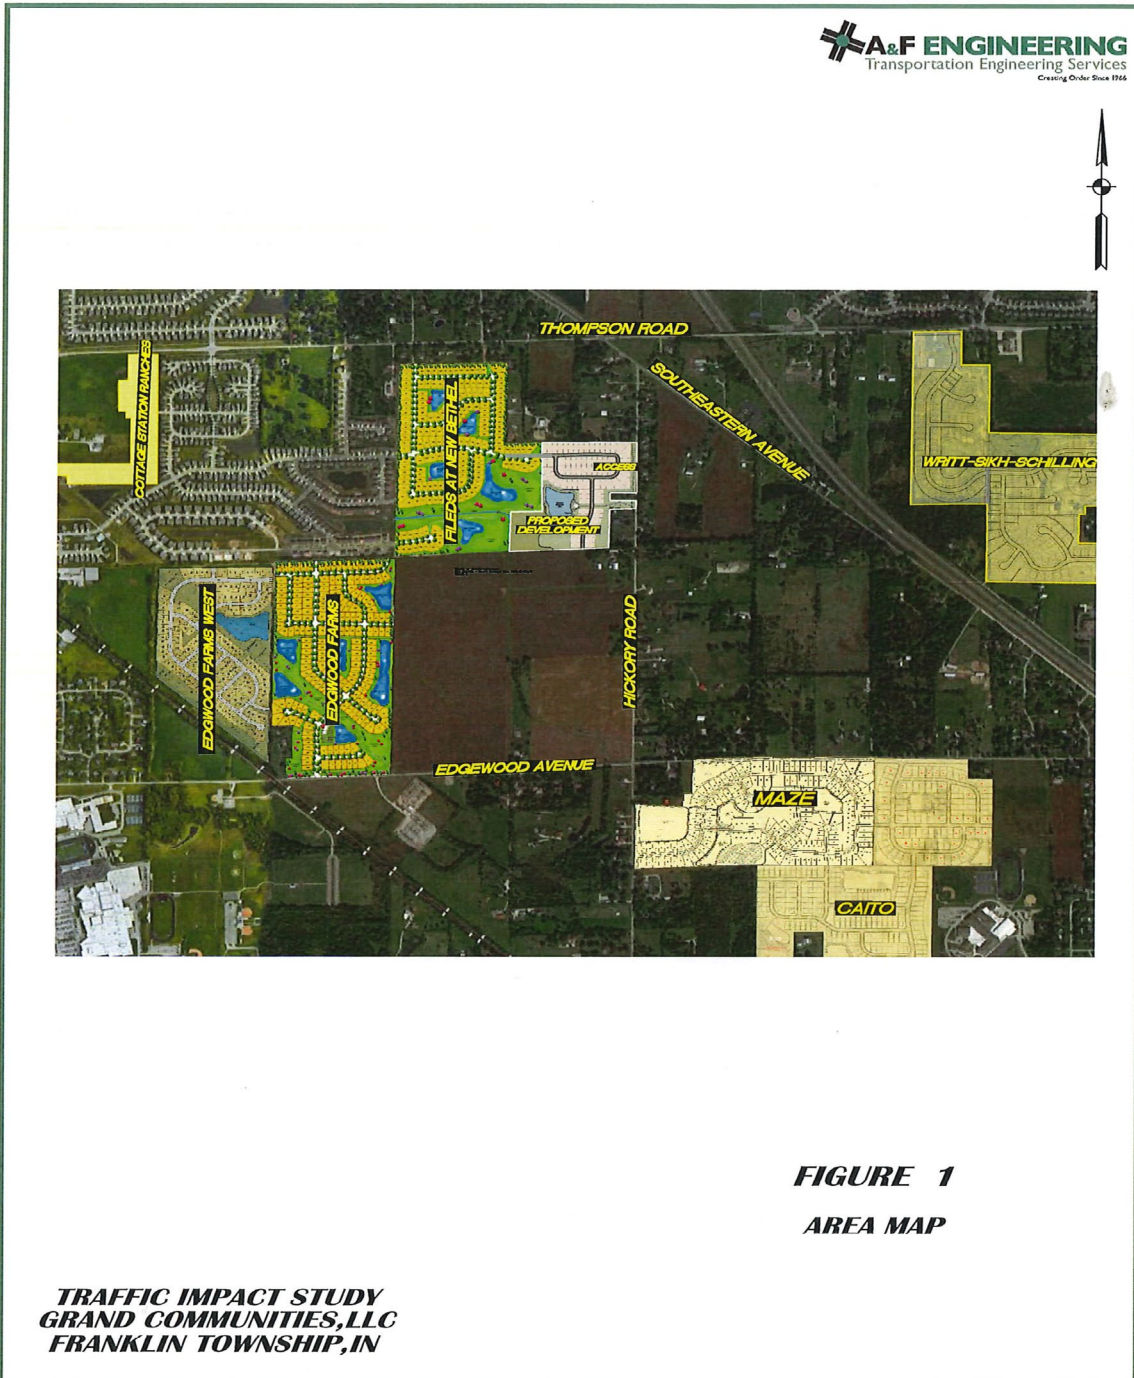 A&F ENGINEERING
Transportation Engineering Services
Creating Order Since 1966
THOMPSON ROAD
COTTAGE STATION RANCHES
SOUTHEASTERN AVENUE
FILEDS AT NEW BETHEL
ACCESS
WRITT-SIKH-SCHILLING
PROPOSED
DEVELOPMENT
EDGWOOD FARMS WEST
EDGWOOD FARMS
HICKORY ROAD
EDGEWOOD AVENUE
MAZE
CAITO
FIGURE 1
AREA MAP
TRAFFIC IMPACT STUDY
GRAND COMMUNITIES,LLC
FRANKLIN TOWNSHIP,IN